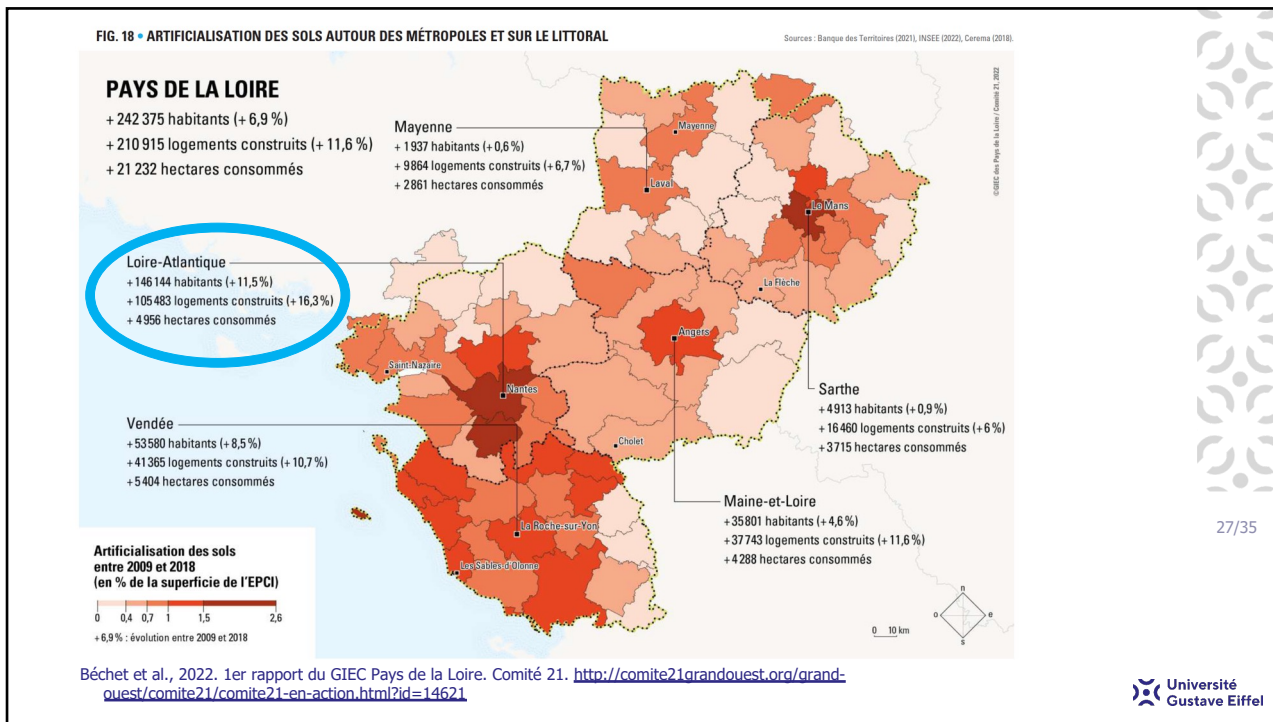 FIG. 18 • ARTIFICIALISATION DES SOLS AUTOUR DES MÉTROPOLES ET SUR LE LITTORAL
Sources : Banque des Territoires (2021), INSEE (2022), Cerema (2018).
©GIEC des Pays de la Loire / Comité 21, 2022
PAYS DE LA LOIRE
+ 242 375 habitants (+ 6,9 %)
+ 210 915 logements construits (+ 11,6 %)
+ 21 232 hectares consommés
Mayenne
+ 1 937 habitants (+ 0,6 %)
+ 9864 logements construits (+ 6,7 %)
+ 2861 hectares consommés
Mayenne
Laval
Le Mans
La Flèche
Loire-Atlantique
+ 146 144 habitants (+ 11,5 %)
+ 105 483 logements construits (+ 16,3 %)
+ 4 956 hectares consommés
Angers
Saint-Nazaire
Nantes
Cholet
Sarthe
+ 4 913 habitants (+ 0,9 %)
+ 16 460 logements construits (+ 6 %)
+ 3715 hectares consommés
Vendée
+ 53 580 habitants (+ 8,5 %)
+ 41 365 logements construits (+ 10,7 %)
+ 5 404 hectares consommés
Maine-et-Loire
+ 35 801 habitants (+ 4,6 %)
+ 37 743 logements construits (+ 11,6 %)
+ 4 288 hectares consommés
La Roche-sur-Yon
Les Sables-d'Olonne
Artificialisation des sols
entre 2009 et 2018
(en % de la superficie de l'EPCI)
0 0,4 0,7 1 1,5 2,6
+ 6,9 % : évolution entre 2009 et 2018
0 10 km
n
o e
s
27/35
Béchet et al., 2022. 1er rapport du GIEC Pays de la Loire. Comité 21. http://comite21grandouest.org/grand-
ouest/comite21/comite21-en-action.html?id=14621
Université
Gustave Eiffel